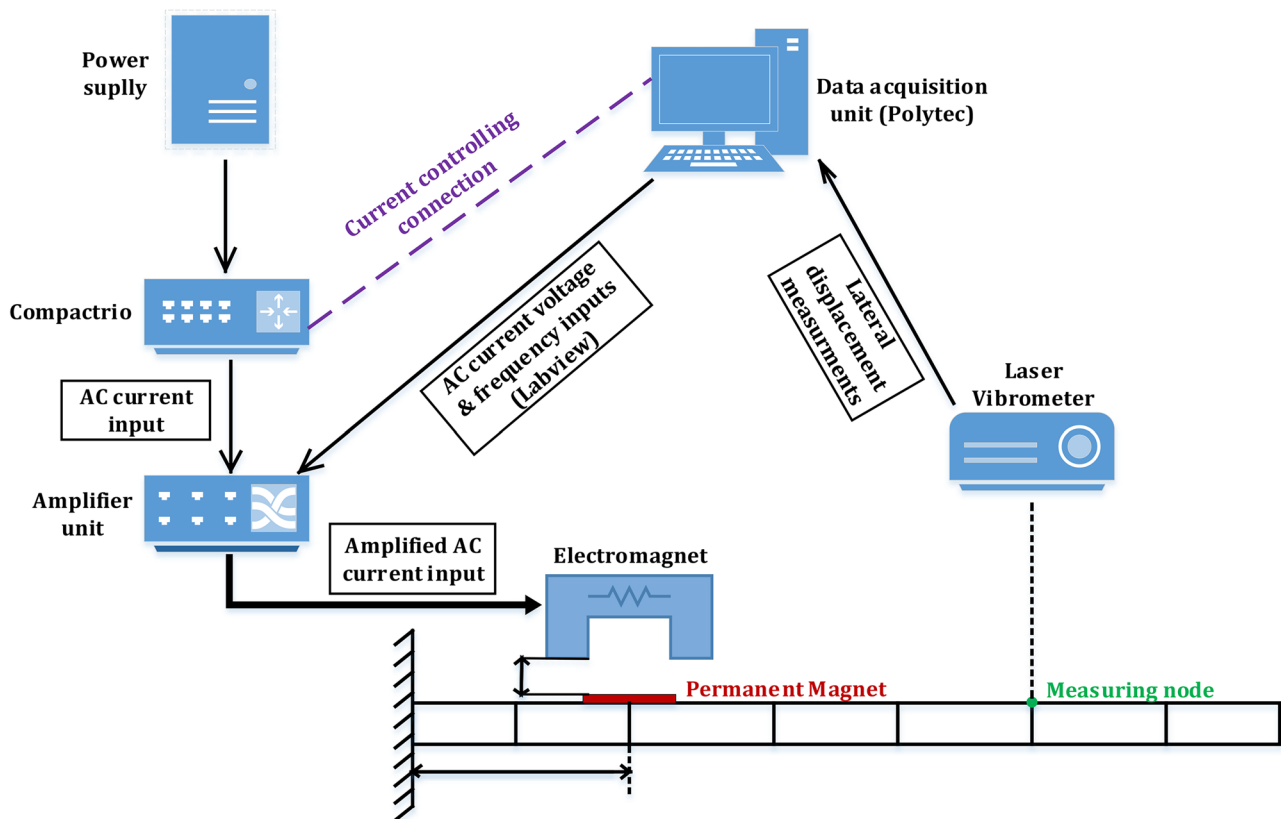 Power
suplly
Data acquisition
unit (Polytec)
Current controlling
connection
Compactrio
AC current voltage
& frequency inputs
(Labview)
Lateral
displacement
measurments
AC current
input
Laser
Vibrometer
Amplifier
unit
Amplified AC
current input
Electromagnet
Permanent Magnet
Measuring node